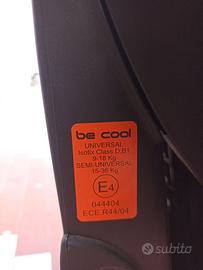 be cool
UNIVERSAL
Isofix Class D,B1
9-18 Kg
SEMI-UNIVERSAL
15-36 Kg
E4
044404
ECE R44/04
subito